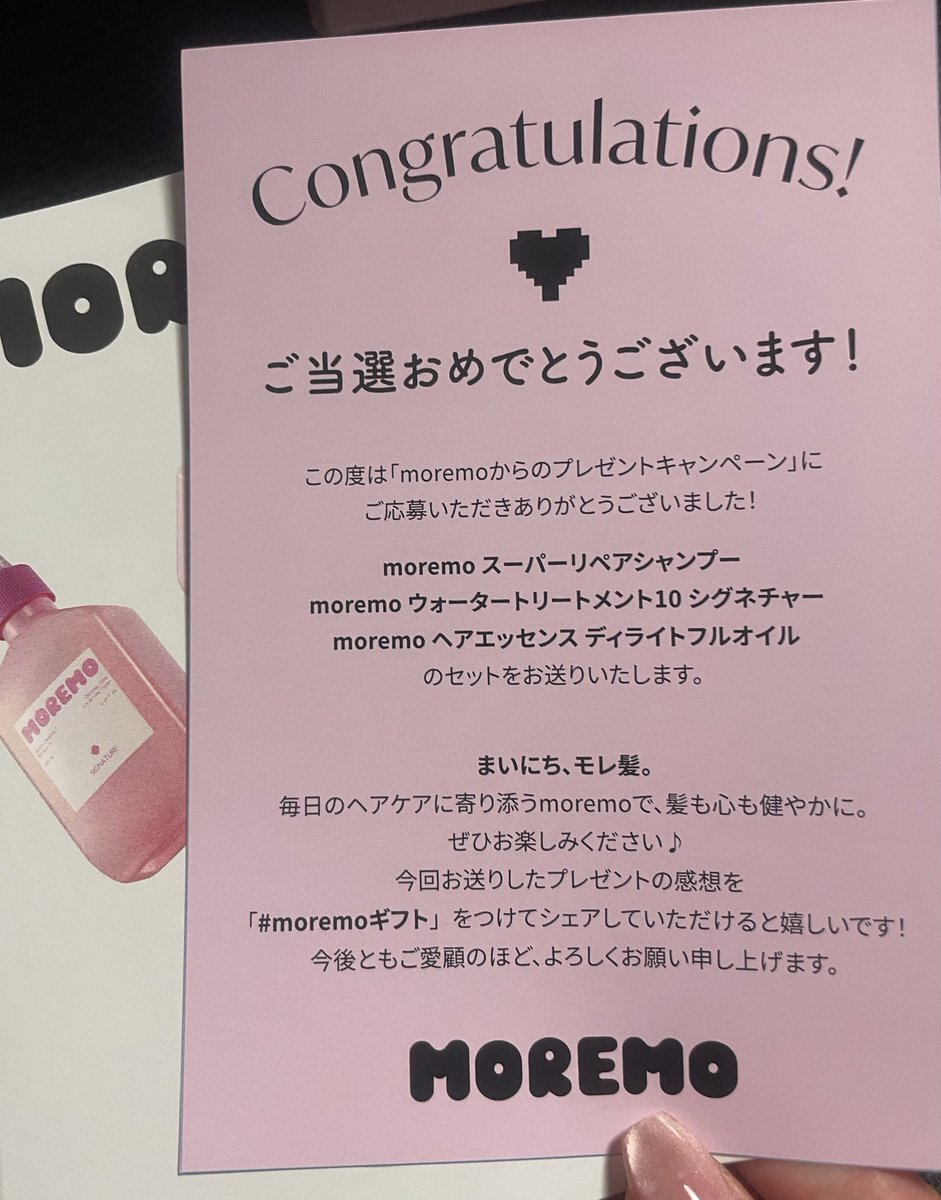 Congratulations!
ご当選おめでとうございます!
この度は「moremoからのプレゼントキャンペーン」に
ご応募いただきありがとうございました!
moremo スーパーリペアシャンプー
moremo ウォータートリートメント10 シグネチャー
moremo ヘアエッセンス ディライトフルオイル
のセットをお送りいたします。
まいにち、モレ髪。
毎日のヘアケアに寄り添うmoremoで、髪も心も健やかに。
ぜひお楽しみください♪
今回お送りしたプレゼントの感想を
「#moremoギフト」をつけてシェアしていただけると嬉しいです!
今後ともご愛顧のほど、よろしくお願い申し上げます。
MOREMO
MOREMO
SIGNATURE